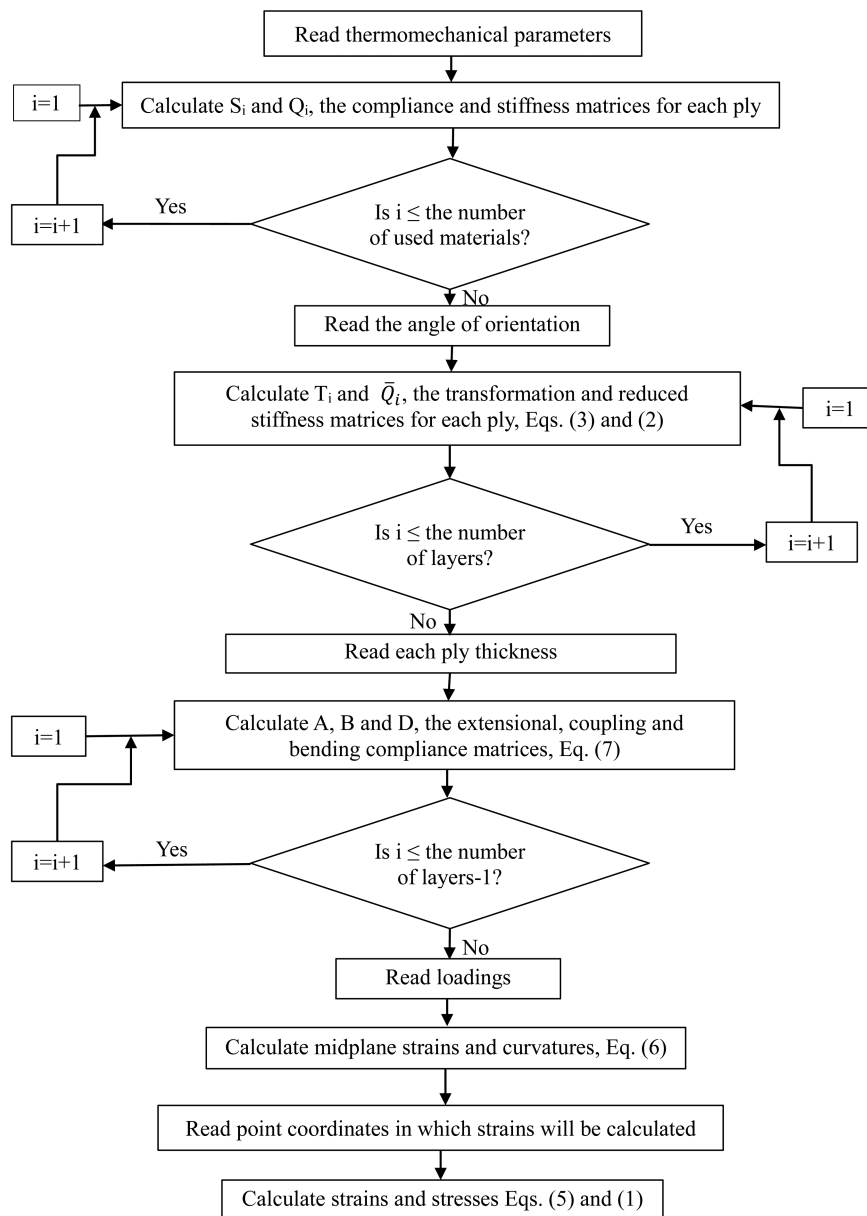 Read thermomechanical parameters
i=1
Calculate Sᵢ and Qᵢ, the compliance and stiffness matrices for each ply
Is i ≤ the number
of used materials?
Yes
i=i+1
No
Read the angle of orientation
Calculate Tᵢ and Q̄ᵢ, the transformation and reduced
stiffness matrices for each ply, Eqs. (3) and (2)
i=1
Is i ≤ the number
of layers?
Yes
i=i+1
No
Read each ply thickness
i=1
Calculate A, B and D, the extensional, coupling and
bending compliance matrices, Eq. (7)
Is i ≤ the number
of layers-1?
Yes
i=i+1
No
Read loadings
Calculate midplane strains and curvatures, Eq. (6)
Read point coordinates in which strains will be calculated
Calculate strains and stresses Eqs. (5) and (1)